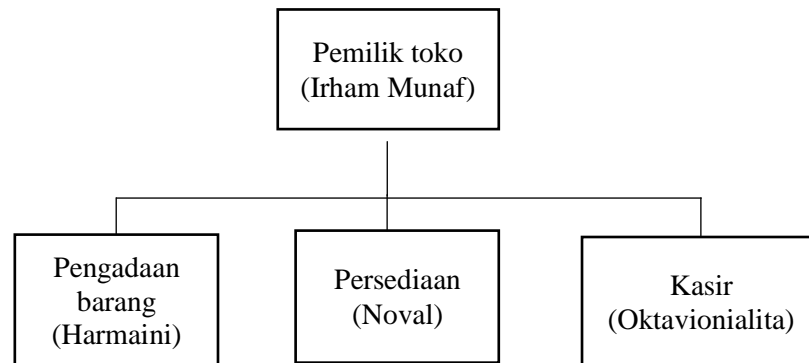 Pemilik toko
(Irham Munaf)
Pengadaan
barang
(Harmaini)
Persediaan
(Noval)
Kasir
(Oktavionialita)